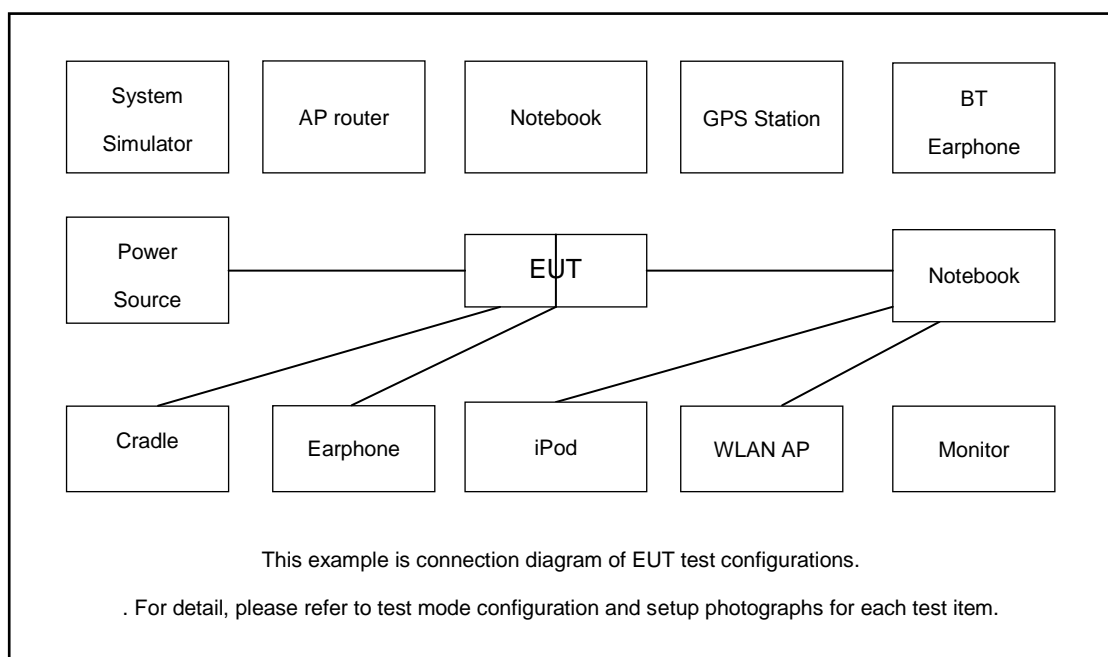 System
Simulator
AP router
Notebook
GPS Station
BT
Earphone
Power
Source
EUT
Notebook
Cradle
Earphone
iPod
WLAN AP
Monitor
This example is connection diagram of EUT test configurations.
. For detail, please refer to test mode configuration and setup photographs for each test item.